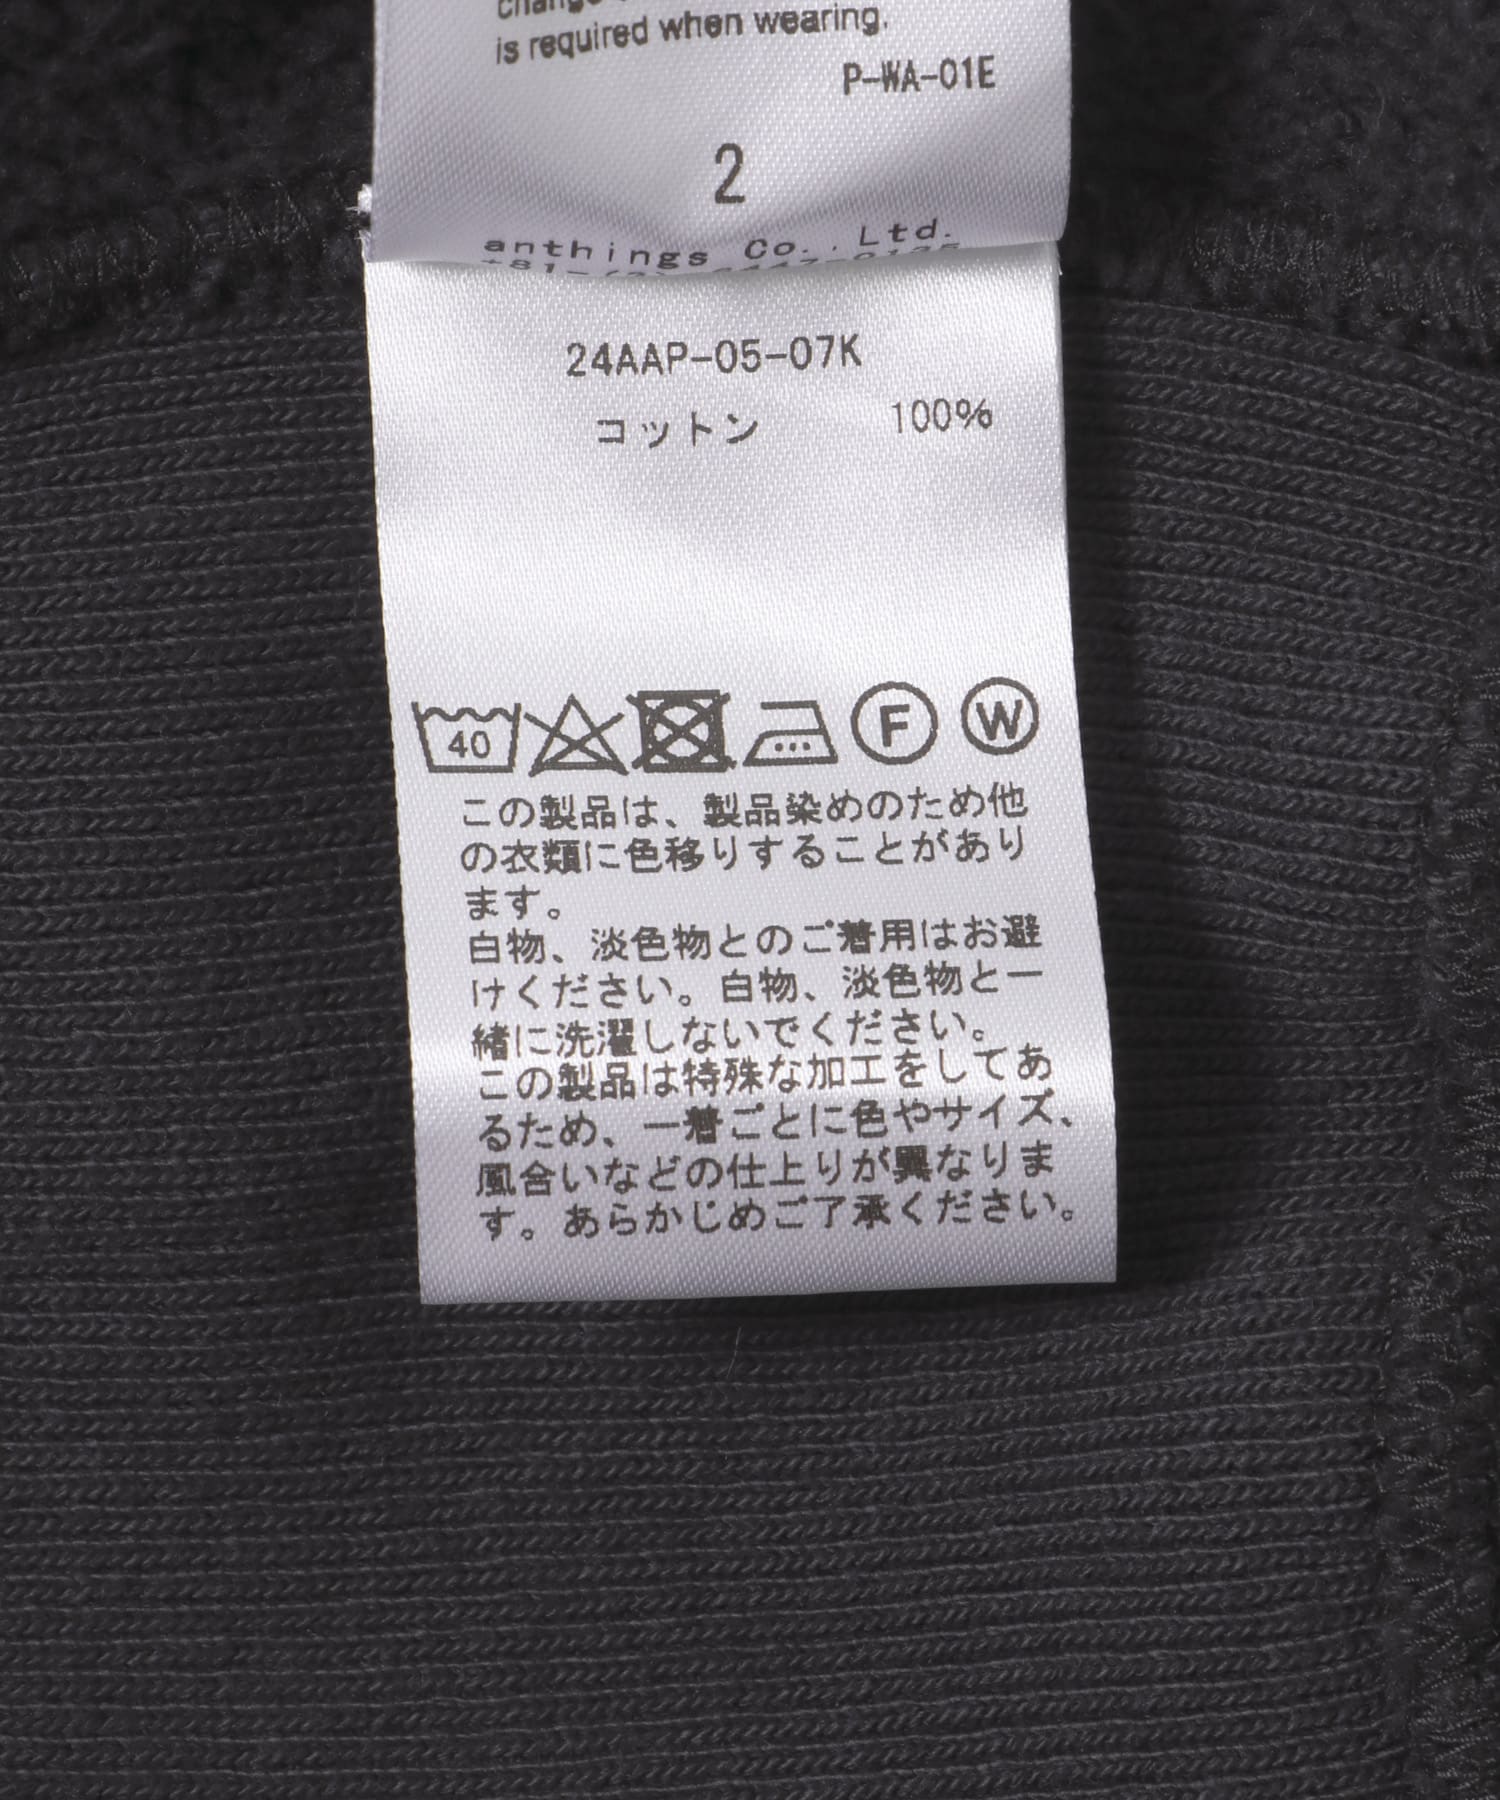 is required when wearing.
P-WA-01E
2
anthings Co., Ltd.
24AAP-05-07K
コットン 100%
40 F W
この製品は、製品染めのため他
の衣類に色移りすることがあり
ます。
白物、淡色物とのご着用はお避
けください。白物、淡色物と一
緒に洗濯しないでください。
この製品は特殊な加工をしてあ
るため、一着ごとに色やサイズ、
風合いなどの仕上りが異なりま
す。あらかじめご了承ください。